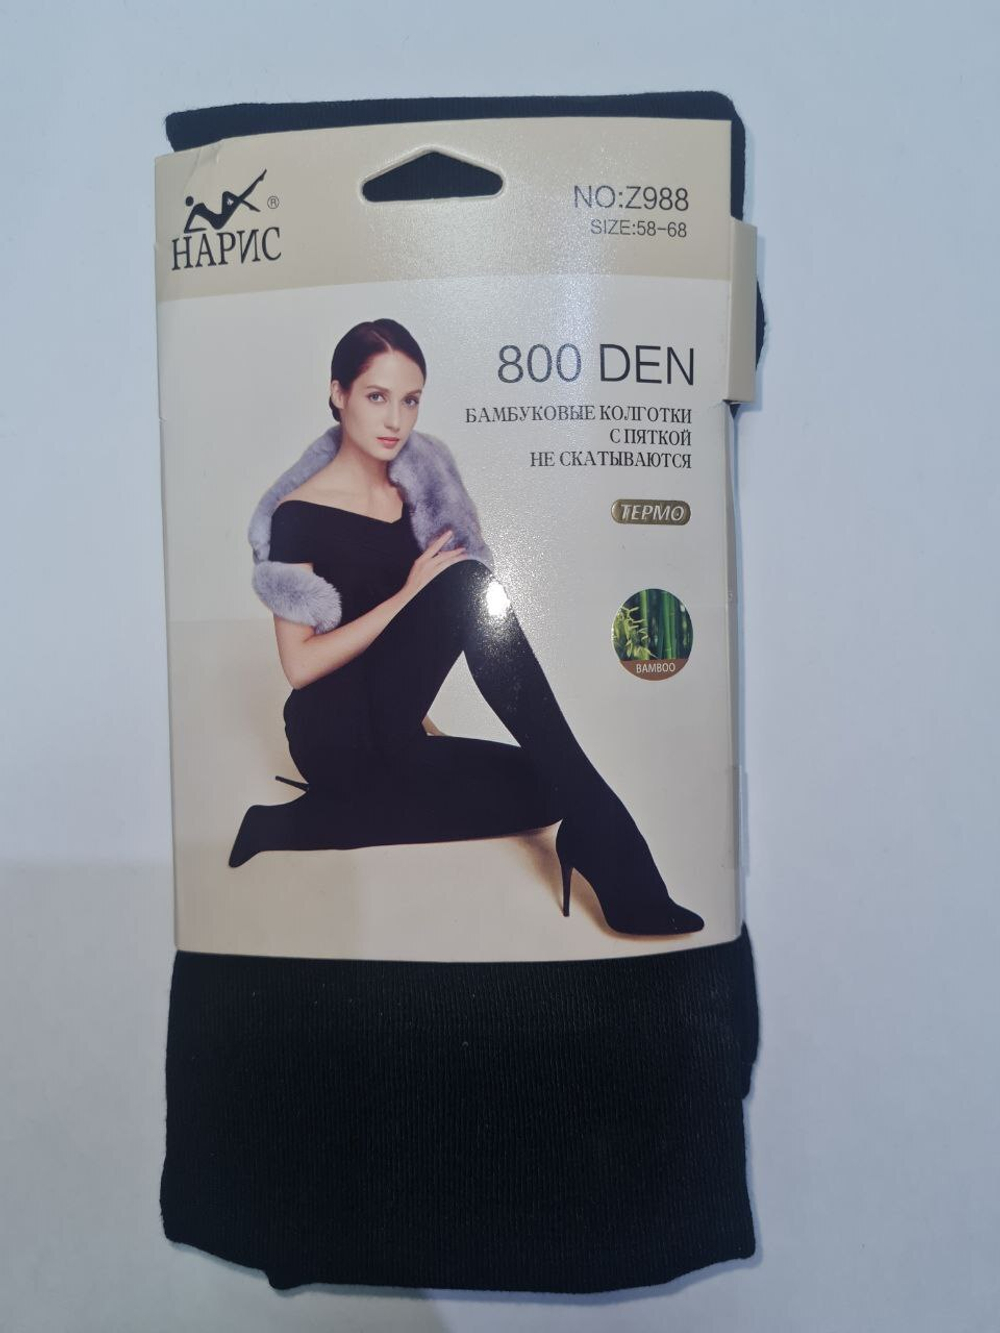 НАРИС ®
NO:Z988
SIZE:58-68
800 DEN
БАМБУКОВЫЕ КОЛГОТКИ
С ПЯТКОЙ
НЕ СКАТЫВАЮТСЯ
ТЕРМО
BAMBOO